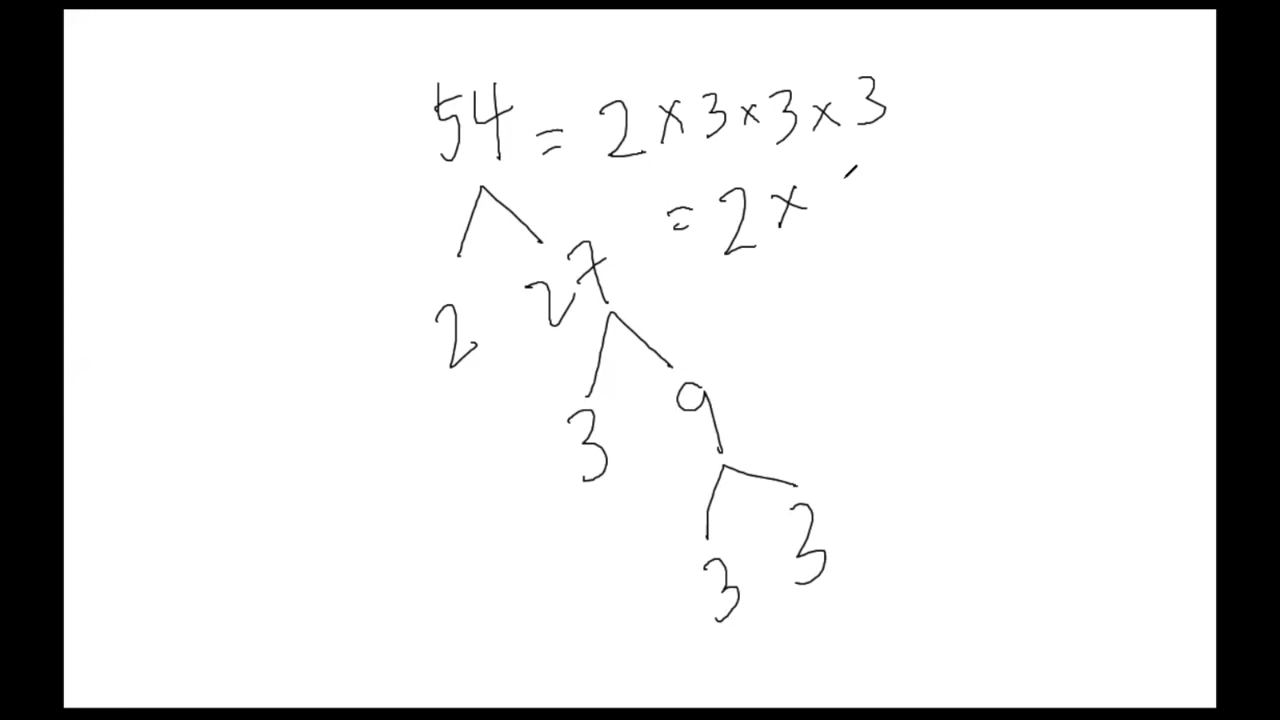 54 = 2 × 3 × 3 × 3
= 2 ×
2 27
3 9
3 3